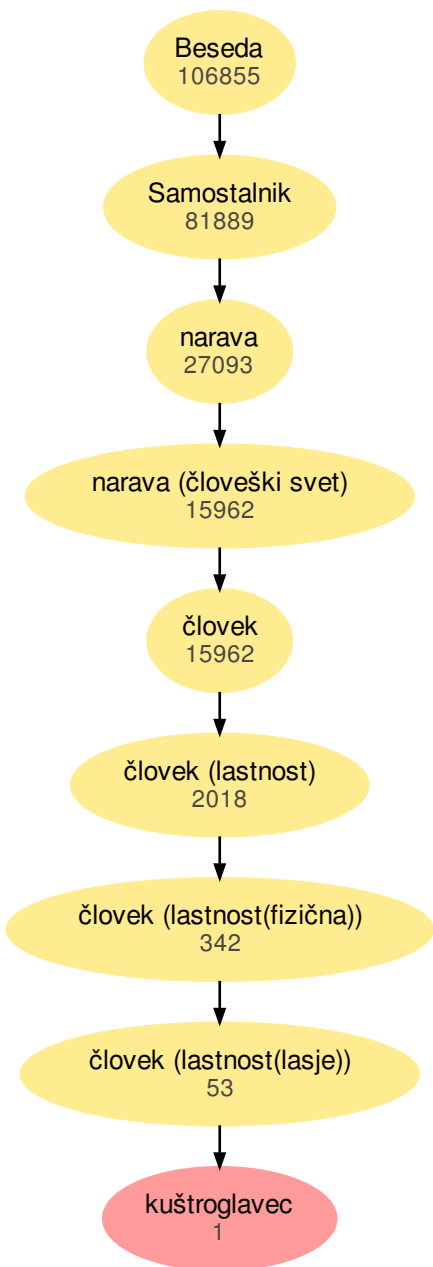 Beseda
106855
Samostalnik
81889
narava
27093
narava (človeški svet)
15962
človek
15962
človek (lastnost)
2018
človek (lastnost(fizična))
342
človek (lastnost(lasje))
53
kuštroglavec
1